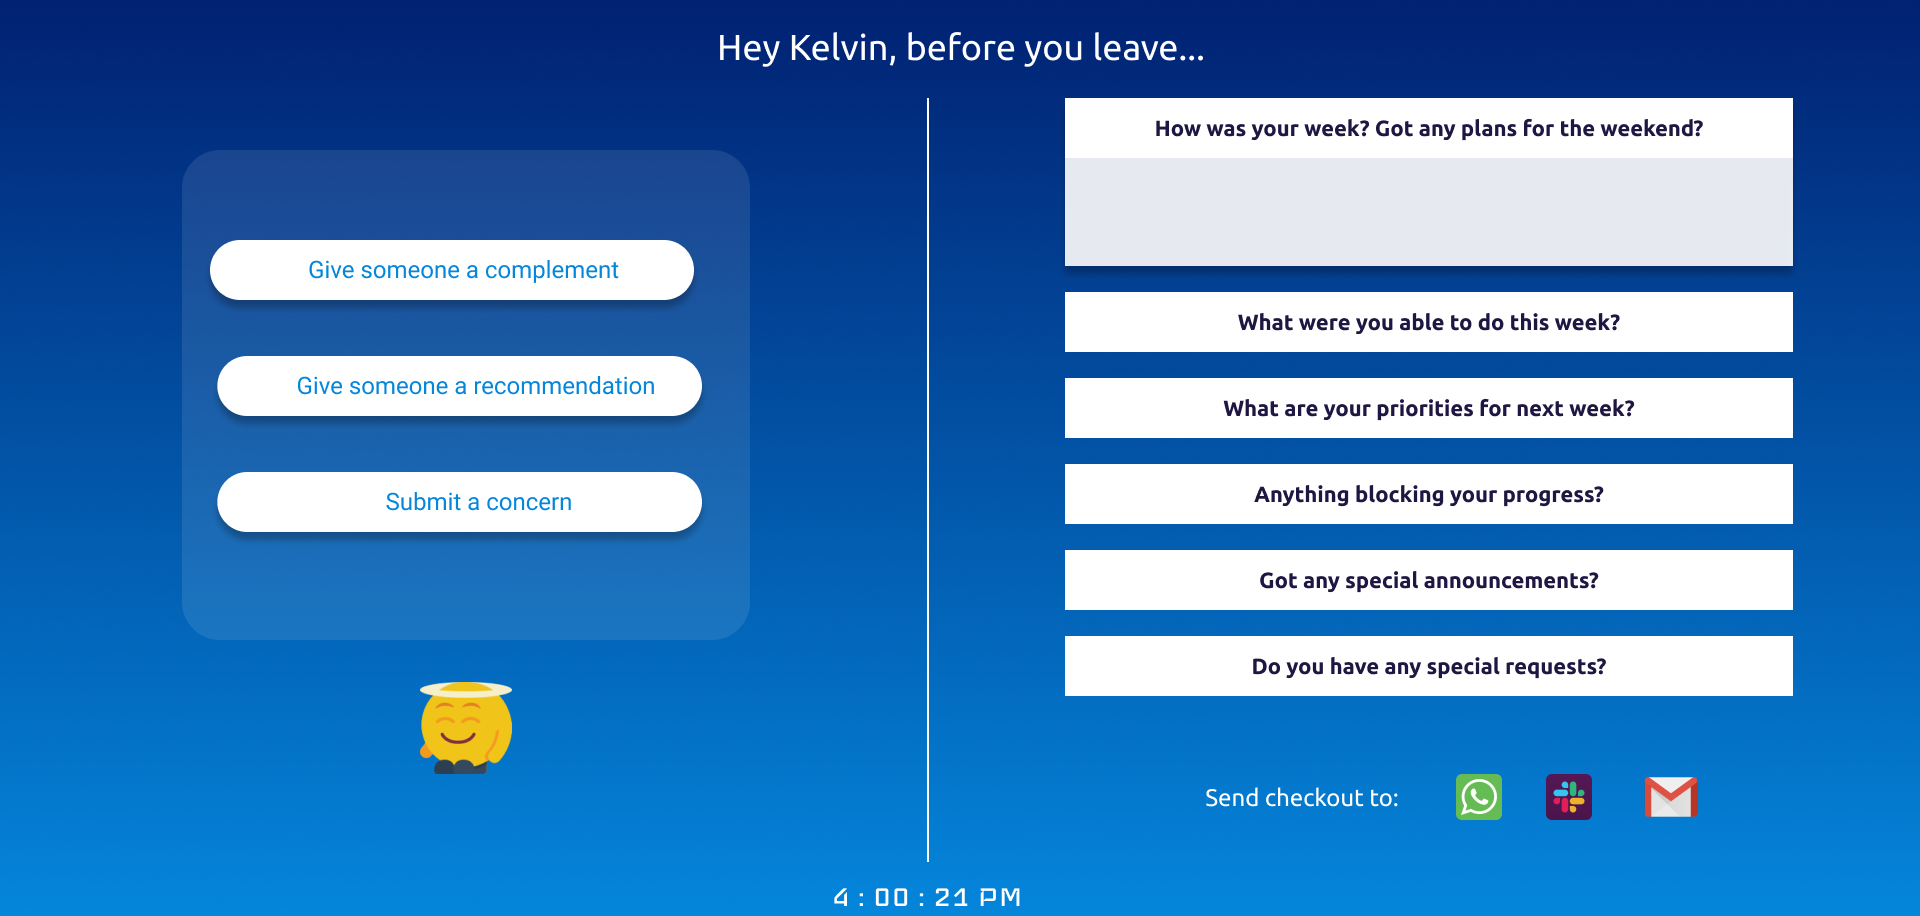 Hey Kelvin, before you leave...
Give someone a complement
Give someone a recommendation
Submit a concern
How was your week? Got any plans for the weekend?
What were you able to do this week?
What are your priorities for next week?
Anything blocking your progress?
Got any special announcements?
Do you have any special requests?
Send checkout to:
4:00:21 PM